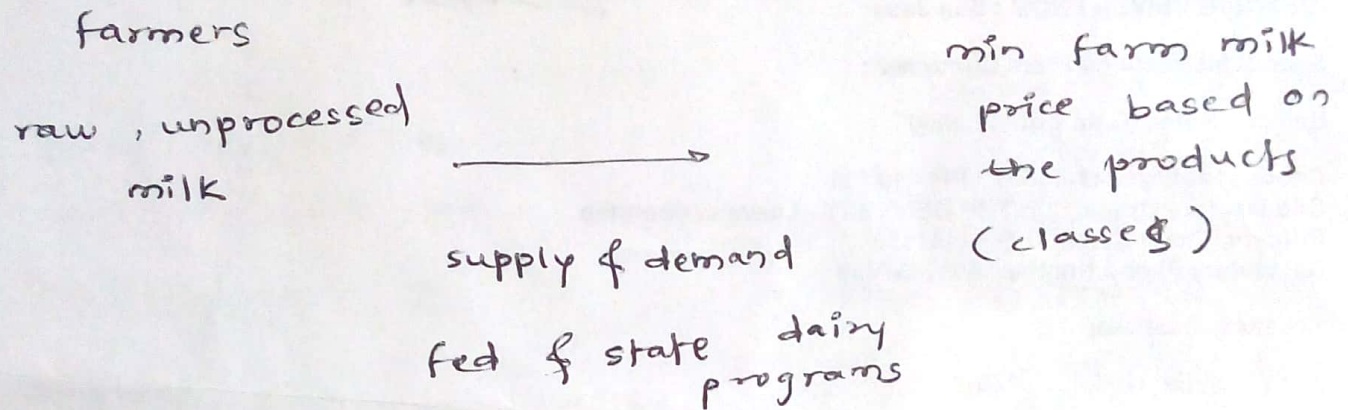 farmers
raw, unprocessed
milk
min farm milk
price based on
the products
(classes)
supply & demand
fed & state dairy
programs